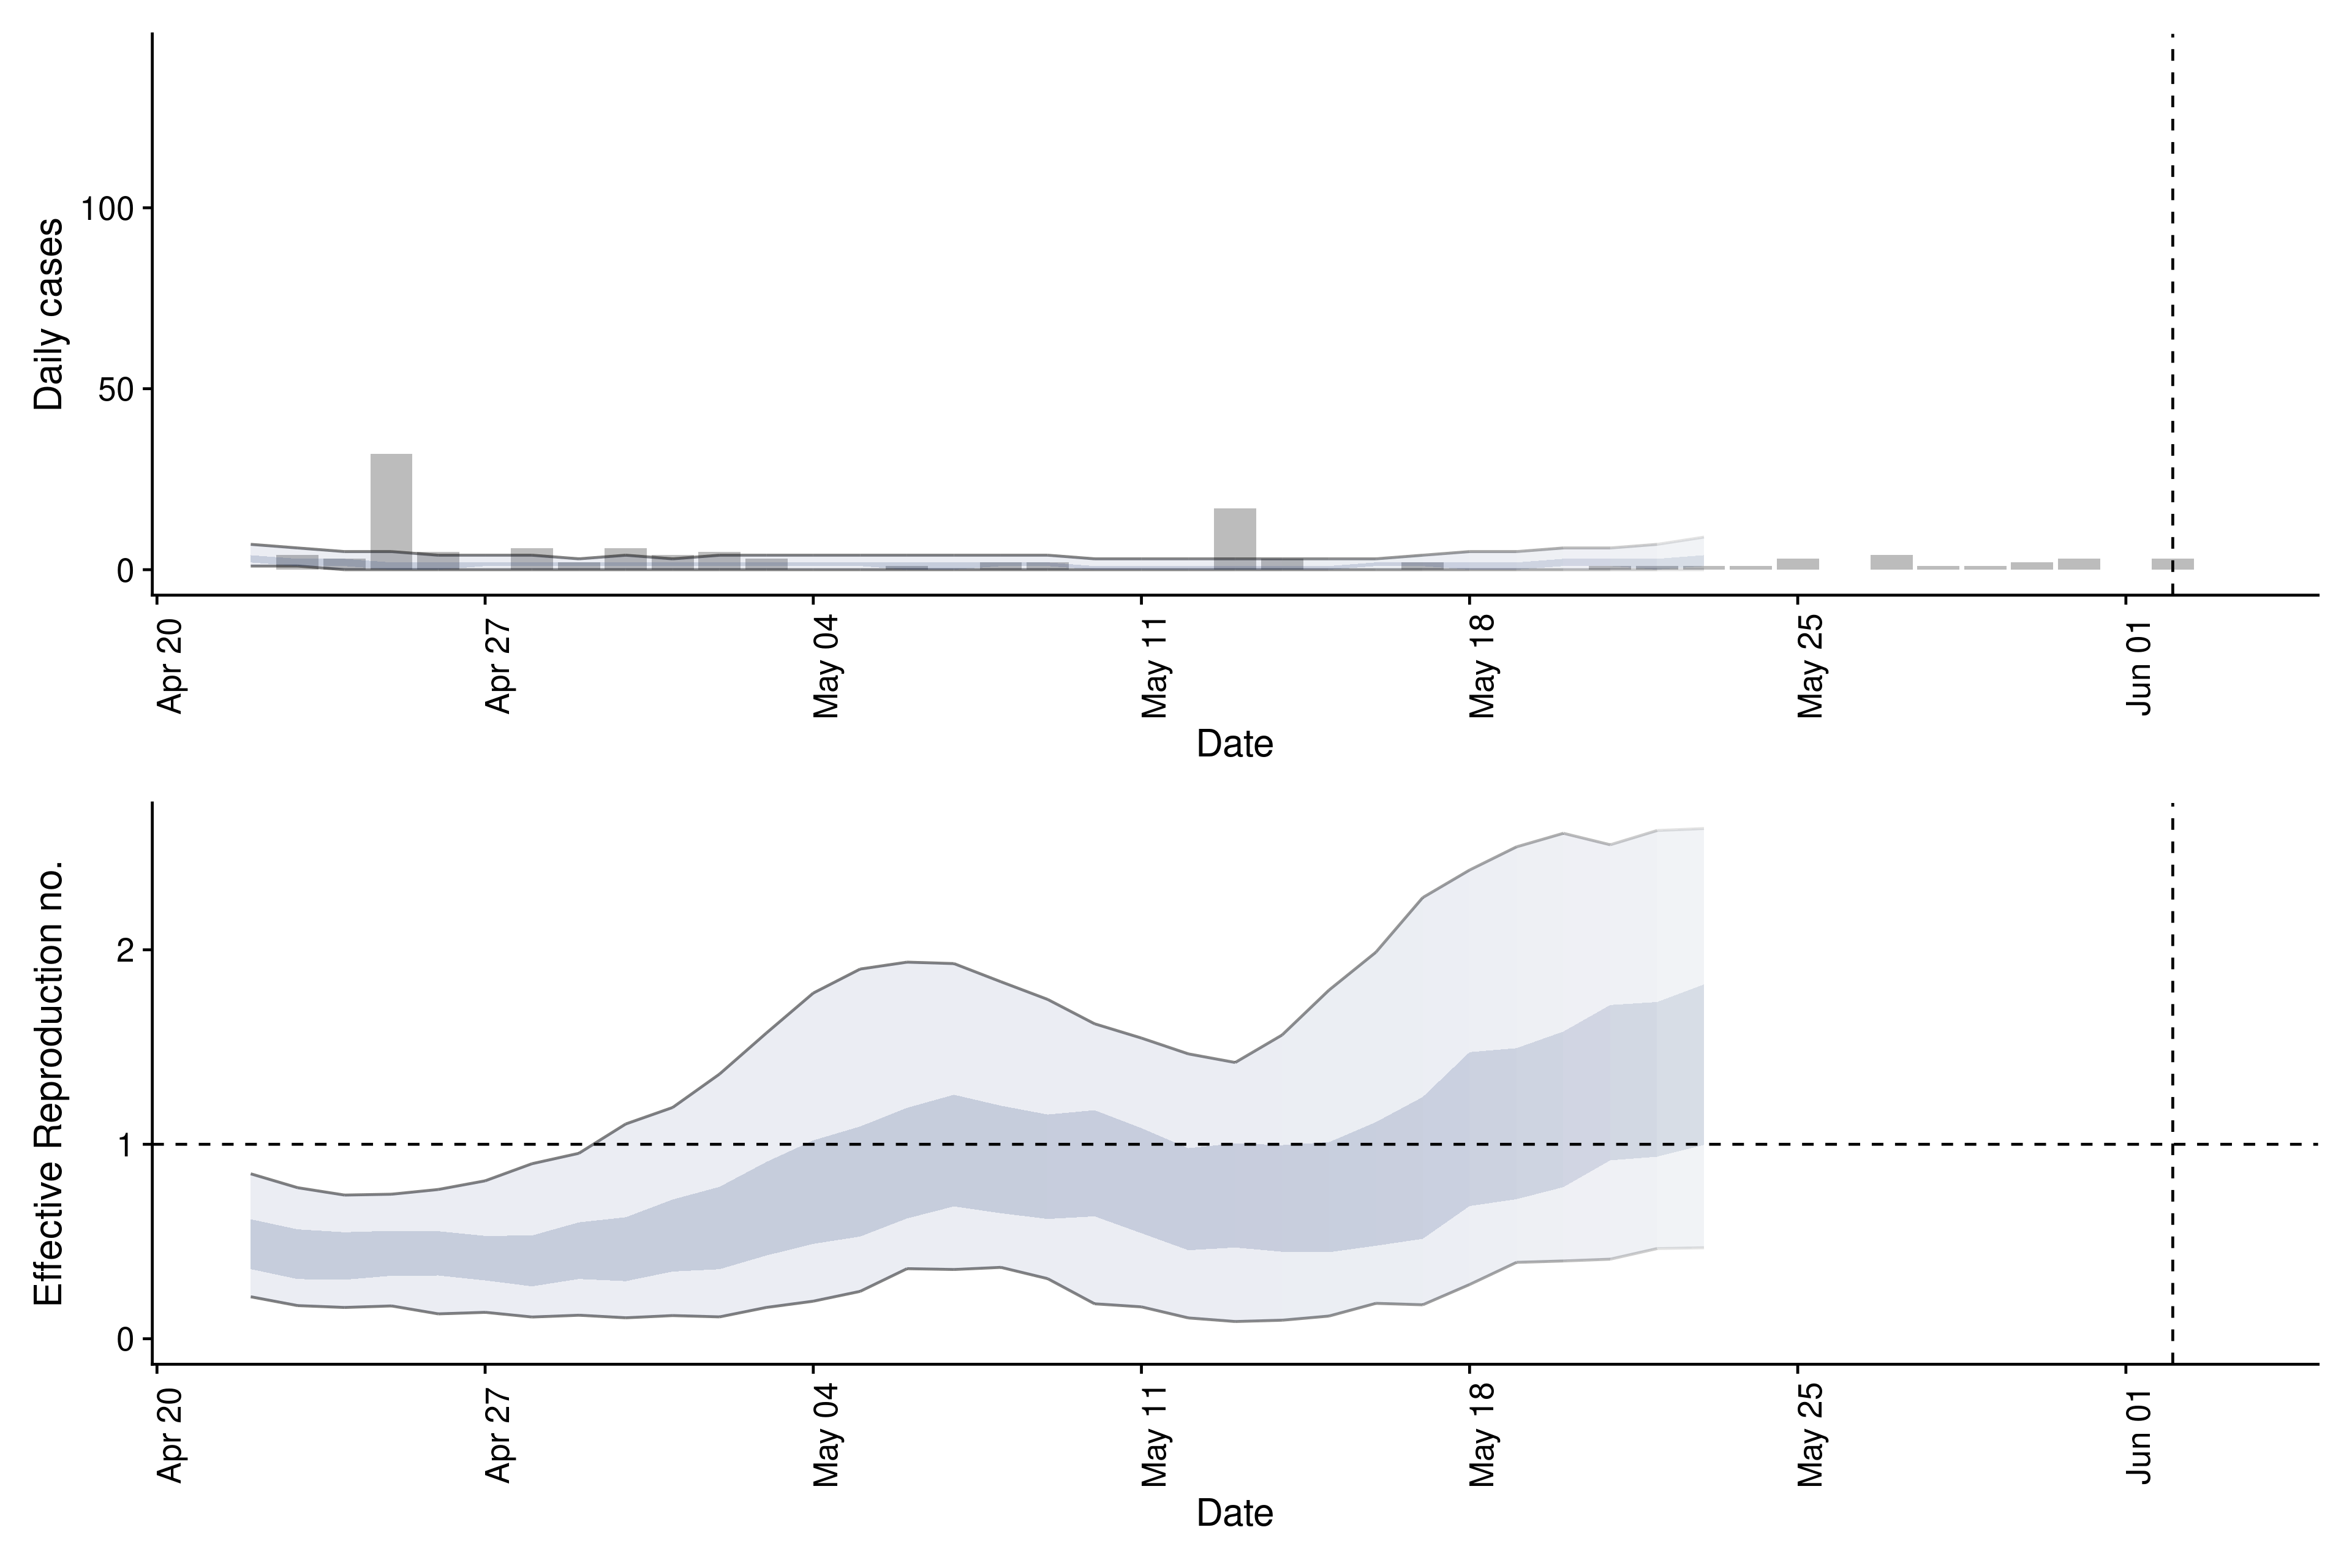 Daily cases
100
50
0
Apr 20
Apr 27
May 04
May 11
May 18
May 25
Jun 01
Date
Effective Reproduction no.
2
1
0
Apr 20
Apr 27
May 04
May 11
May 18
May 25
Jun 01
Date